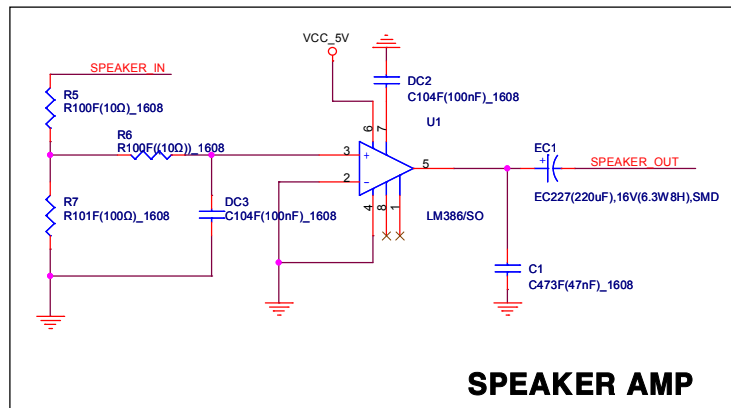 VCC_5V
SPEAKER_IN
DC2
C104F(100nF)_1608
R5
R100F(10Ω)_1608
U1
R6
R100F((10Ω))_1608
6
7
3
+
2
-
5
4
8
1
EC1
+
SPEAKER_OUT
EC227(220uF),16V(6.3W8H),SMD
R7
R101F(100Ω)_1608
DC3
C104F(100nF)_1608
LM386/SO
C1
C473F(47nF)_1608
SPEAKER AMP